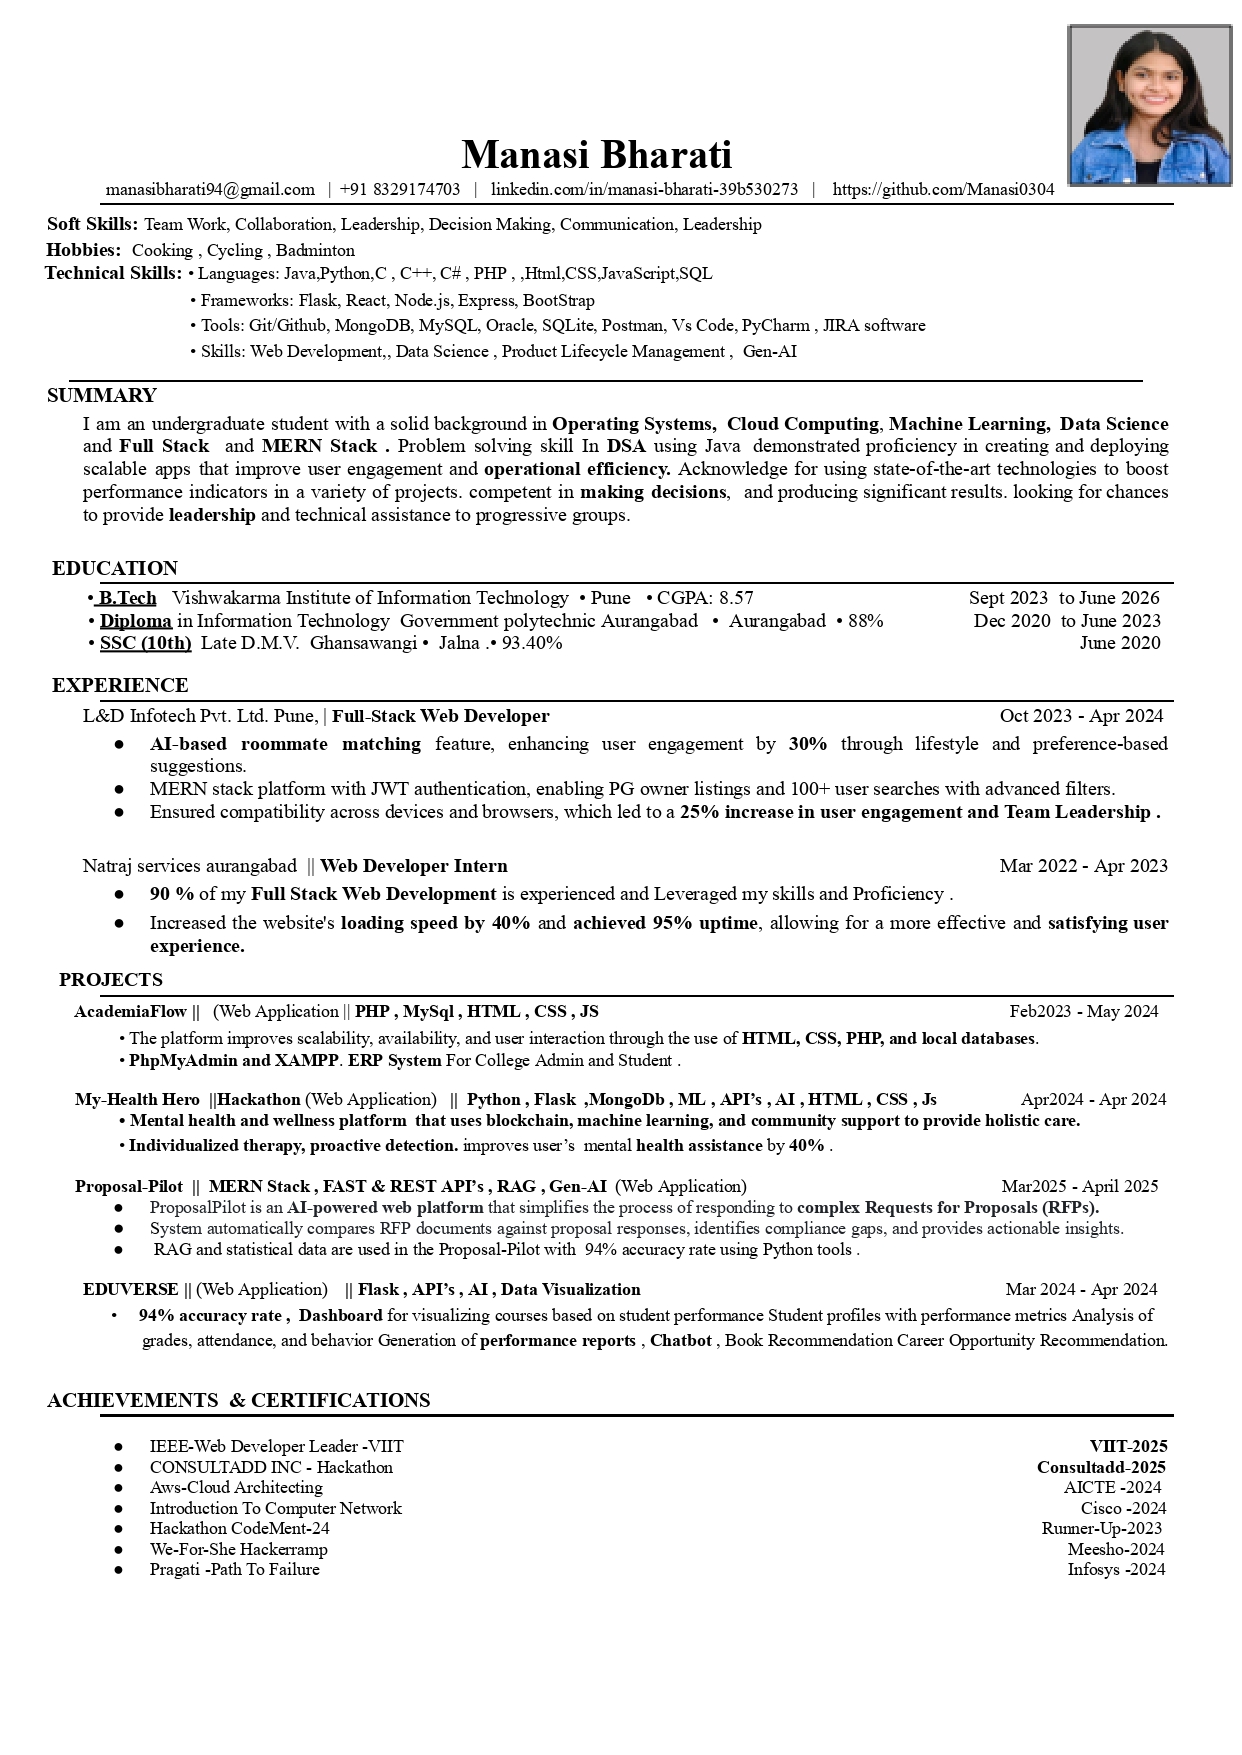 Manasi Bharati
manasibharati94@gmail.com | +91 8329174703 | linkedin.com/in/manasi-bharati-39b530273 | https://github.com/Manasi0304
Soft Skills: Team Work, Collaboration, Leadership, Decision Making, Communication, Leadership
Hobbies: Cooking , Cycling , Badminton
Technical Skills: • Languages: Java,Python,C , C++, C# , PHP , ,Html,CSS,JavaScript,SQL
• Frameworks: Flask, React, Node.js, Express, BootStrap
• Tools: Git/Github, MongoDB, MySQL, Oracle, SQLite, Postman, Vs Code, PyCharm , JIRA software
• Skills: Web Development,, Data Science , Product Lifecycle Management , Gen-AI
SUMMARY
I am an undergraduate student with a solid background in Operating Systems, Cloud Computing, Machine Learning, Data Science
and Full Stack and MERN Stack . Problem solving skill In DSA using Java demonstrated proficiency in creating and deploying
scalable apps that improve user engagement and operational efficiency. Acknowledge for using state-of-the-art technologies to boost
performance indicators in a variety of projects. competent in making decisions, and producing significant results. looking for chances
to provide leadership and technical assistance to progressive groups.
EDUCATION
• B.Tech Vishwakarma Institute of Information Technology • Pune • CGPA: 8.57 Sept 2023 to June 2026
• Diploma in Information Technology Government polytechnic Aurangabad • Aurangabad • 88% Dec 2020 to June 2023
• SSC (10th) Late D.M.V. Ghansawangi • Jalna .• 93.40% June 2020
EXPERIENCE
L&D Infotech Pvt. Ltd. Pune, | Full-Stack Web Developer Oct 2023 - Apr 2024
● AI-based roommate matching feature, enhancing user engagement by 30% through lifestyle and preference-based
suggestions.
● MERN stack platform with JWT authentication, enabling PG owner listings and 100+ user searches with advanced filters.
● Ensured compatibility across devices and browsers, which led to a 25% increase in user engagement and Team Leadership .
Natraj services aurangabad || Web Developer Intern Mar 2022 - Apr 2023
● 90 % of my Full Stack Web Development is experienced and Leveraged my skills and Proficiency .
● Increased the website's loading speed by 40% and achieved 95% uptime, allowing for a more effective and satisfying user
experience.
PROJECTS
AcademiaFlow || (Web Application || PHP , MySql , HTML , CSS , JS Feb2023 - May 2024
• The platform improves scalability, availability, and user interaction through the use of HTML, CSS, PHP, and local databases.
• PhpMyAdmin and XAMPP. ERP System For College Admin and Student .
My-Health Hero ||Hackathon (Web Application) || Python , Flask ,MongoDb , ML , API’s , AI , HTML , CSS , Js Apr2024 - Apr 2024
• Mental health and wellness platform that uses blockchain, machine learning, and community support to provide holistic care.
• Individualized therapy, proactive detection. improves user’s mental health assistance by 40% .
Proposal-Pilot || MERN Stack , FAST & REST API’s , RAG , Gen-AI (Web Application) Mar2025 - April 2025
● ProposalPilot is an AI-powered web platform that simplifies the process of responding to complex Requests for Proposals (RFPs).
● System automatically compares RFP documents against proposal responses, identifies compliance gaps, and provides actionable insights.
● RAG and statistical data are used in the Proposal-Pilot with 94% accuracy rate using Python tools .
EDUVERSE || (Web Application) || Flask , API’s , AI , Data Visualization Mar 2024 - Apr 2024
• 94% accuracy rate , Dashboard for visualizing courses based on student performance Student profiles with performance metrics Analysis of
grades, attendance, and behavior Generation of performance reports , Chatbot , Book Recommendation Career Opportunity Recommendation.
ACHIEVEMENTS & CERTIFICATIONS
● IEEE-Web Developer Leader -VIIT VIIT-2025
● CONSULTADD INC - Hackathon Consultadd-2025
● Aws-Cloud Architecting AICTE -2024
● Introduction To Computer Network Cisco -2024
● Hackathon CodeMent-24 Runner-Up-2023
● We-For-She Hackerramp Meesho-2024
● Pragati -Path To Failure Infosys -2024